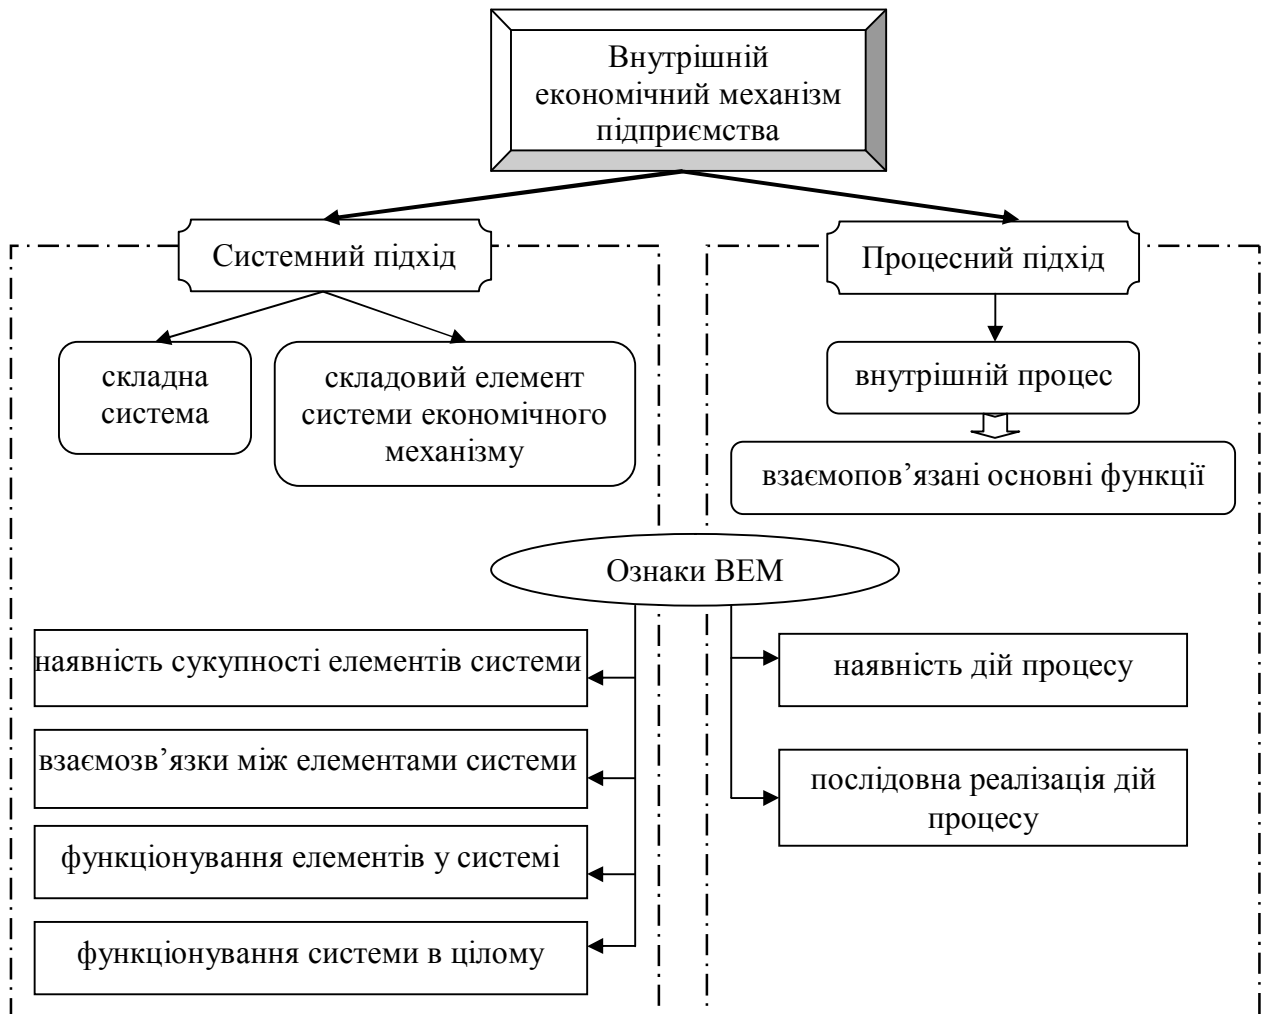 Внутрішній
економічний механізм
підприємства
Системний підхід
Процесний підхід
складна
система
складовий елемент
системи економічного
механізму
внутрішній процес
взаємопов’язані основні функції
Ознаки ВЕМ
наявність сукупності елементів системи
взаємозв’язки між елементами системи
функціонування елементів у системі
функціонування системи в цілому
наявність дій процесу
послідовна реалізація дій
процесу